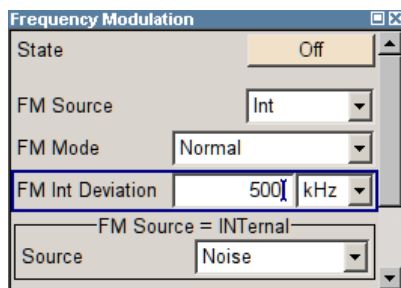 Frequency Modulation
State Off
FM Source Int
FM Mode Normal
FM Int Deviation 500 kHz
FM Source = INTernal
Source Noise